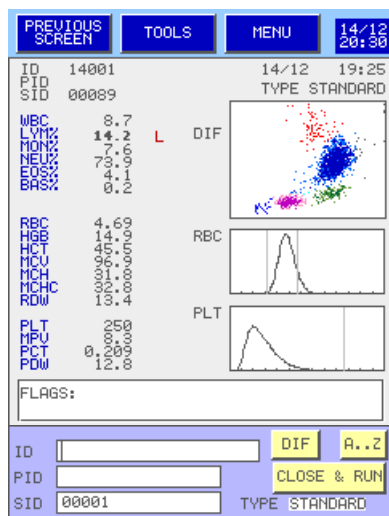 PREVIOUS SCREEN TOOLS MENU 14/12 20:30
ID 14001 14/12 19:25
PID TYPE STANDARD
SID 00089
WBC 8.7
LYM% 14.2 L DIF
MON% 7.6
NEU% 73.9
EOS% 4.1
BAS% 0.2
RBC 4.69 RBC
HGB 14.9
HCT 45.5
MCV 96.9
MCH 31.8
MCHC 32.8
RDW 13.4
PLT 250 PLT
MPV 8.3
PCT 0.209
PDW 12.8
FLAGS:
ID DIF A..Z
PID CLOSE & RUN
SID 00001 TYPE STANDARD